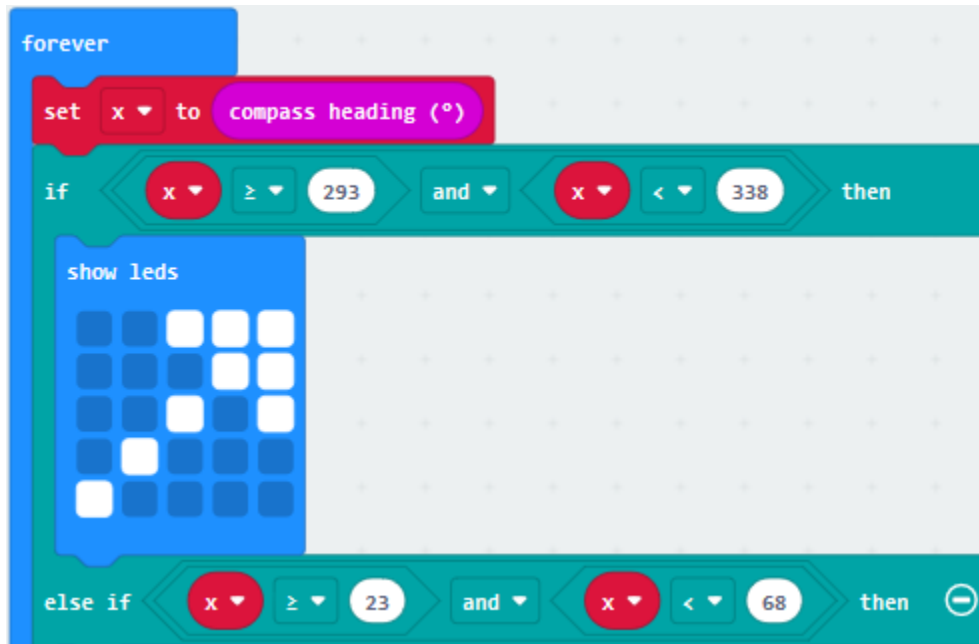 forever
set x to compass heading (°)
if x ≥ 293 and x < 338 then
show leds
else if x ≥ 23 and x < 68 then